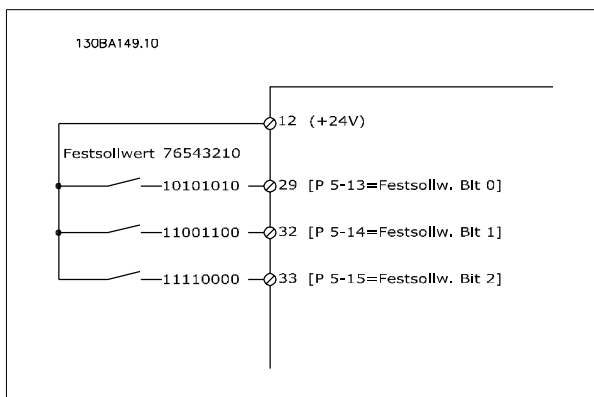 130BA149.10
12 (+24V)
Festsollwert 76543210
10101010 29 [P 5-13=Festsollw. Bit 0]
11001100 32 [P 5-14=Festsollw. Bit 1]
11110000 33 [P 5-15=Festsollw. Bit 2]